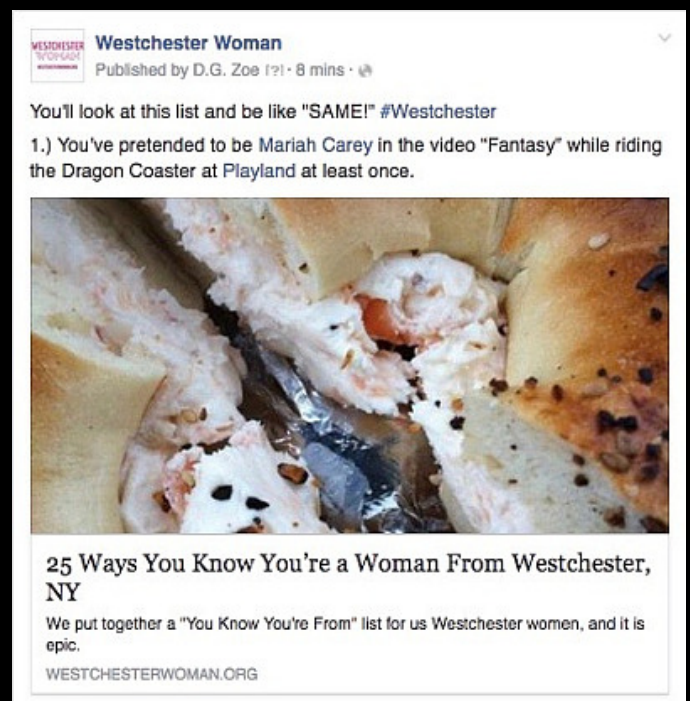 WESTCHESTER
WOMAN
Westchester Woman
Published by D.G. Zoe [?] · 8 mins ·
You'll look at this list and be like "SAME!" #Westchester
1.) You've pretended to be Mariah Carey in the video "Fantasy" while riding
the Dragon Coaster at Playland at least once.
25 Ways You Know You're a Woman From Westchester,
NY
We put together a "You Know You're From" list for us Westchester women, and it is
epic.
WESTCHESTERWOMAN.ORG